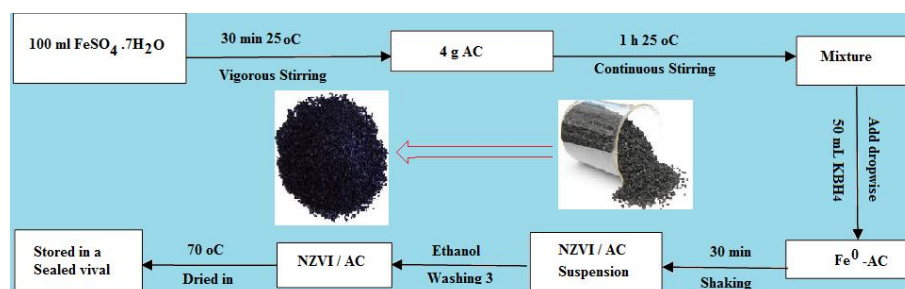 100 ml FeSO₄ .7H₂O
30 min 25 oC
Vigorous Stirring
4 g AC
1 h 25 oC
Continuous Stirring
Mixture
Add dropwise
50 mL KBH4
Fe⁰ -AC
30 min
Shaking
NZVI / AC
Suspension
Ethanol
Washing 3
NZVI / AC
70 oC
Dried in
Stored in a
Sealed vival